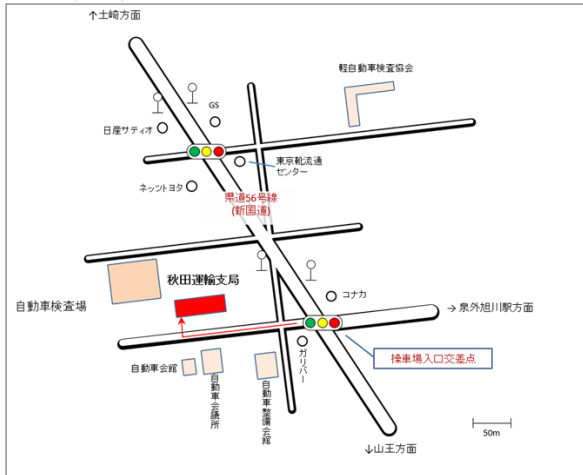 ↑土崎方面
軽自動車検査協会
GS
日産サティオ
東京靴流通
センター
ネッツトヨタ
県道56号線
(新国道)
秋田運輸支局
自動車検査場
コナカ
→泉外旭川駅方面
ガリバー
操車場入口交差点
自動車会館
自動車会議所
自動車整備会館
↓山王方面
50m